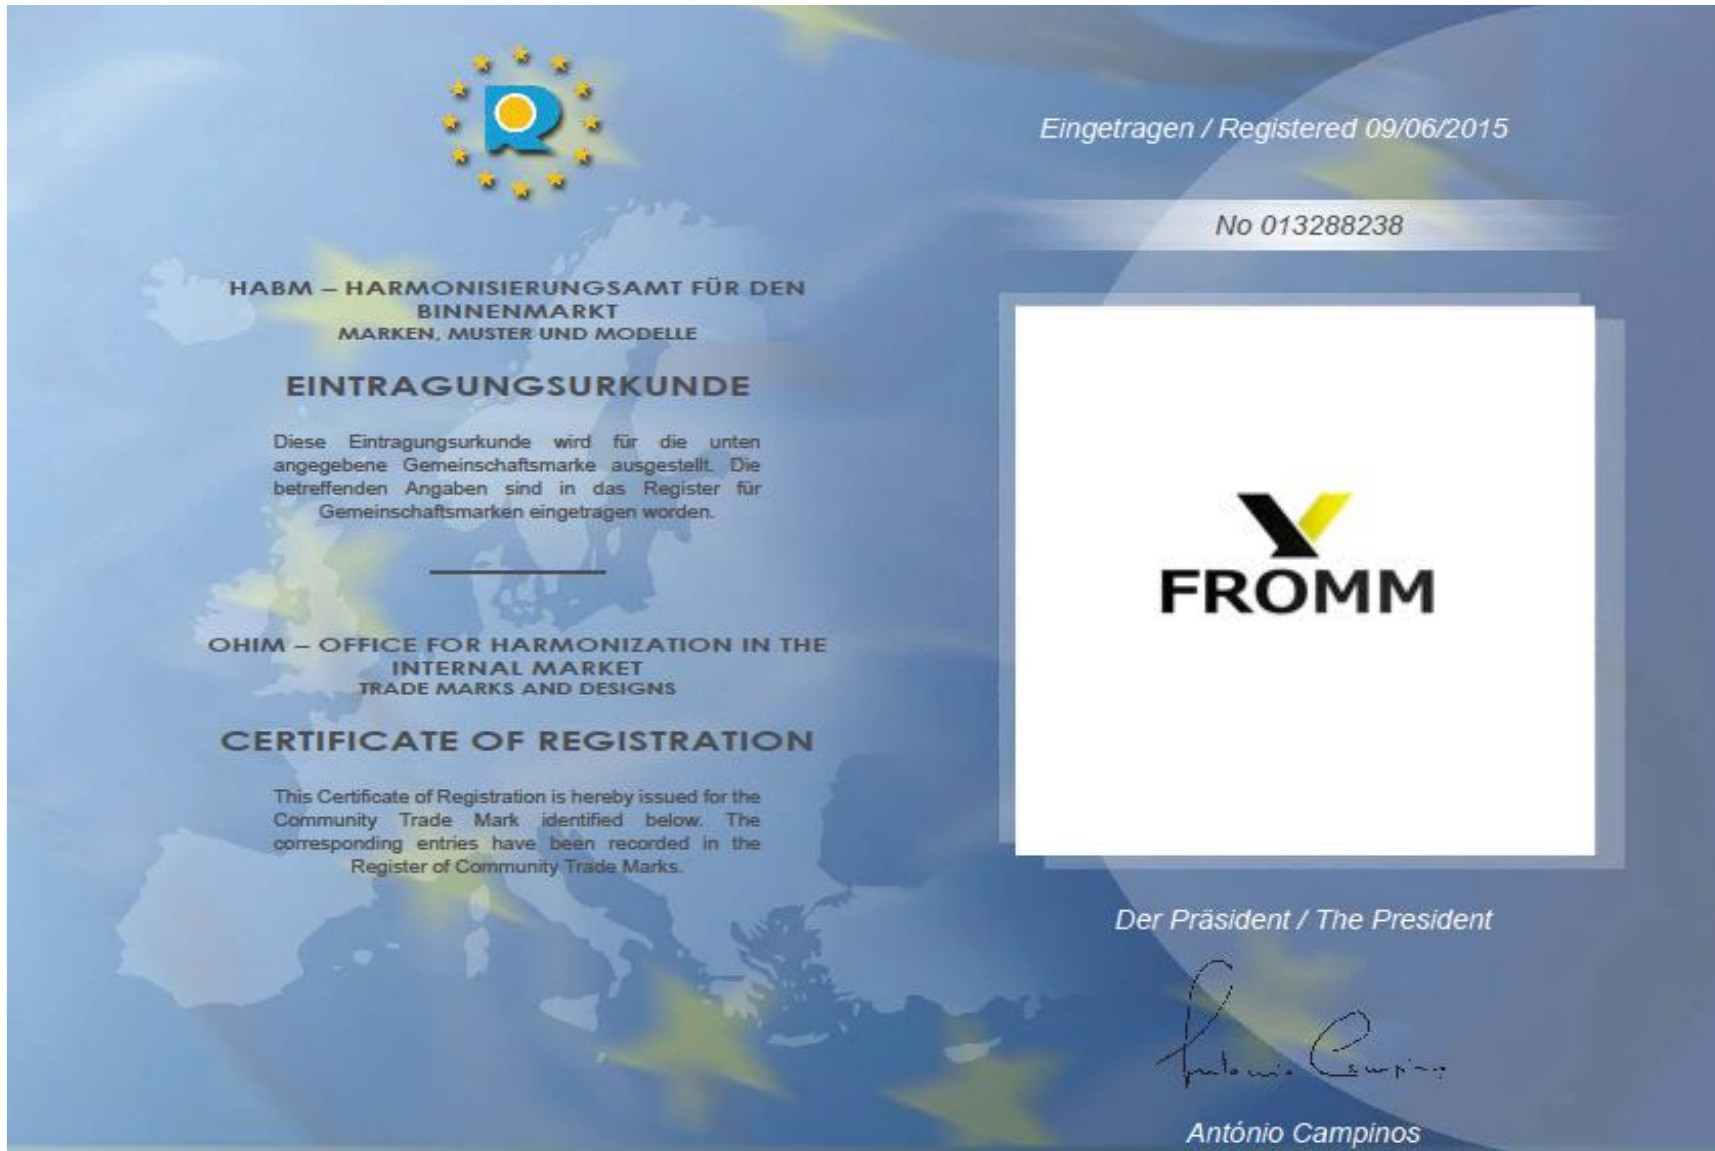 HABM – HARMONISIERUNGSAMT FÜR DEN
BINNENMARKT
MARKEN, MUSTER UND MODELLE
EINTRAGUNGSURKUNDE
Diese Eintragungsurkunde wird für die unten
angegebene Gemeinschaftsmarke ausgestellt. Die
betreffenden Angaben sind in das Register für
Gemeinschaftsmarken eingetragen worden.
OHIM – OFFICE FOR HARMONIZATION IN THE
INTERNAL MARKET
TRADE MARKS AND DESIGNS
CERTIFICATE OF REGISTRATION
This Certificate of Registration is hereby issued for the
Community Trade Mark identified below. The
corresponding entries have been recorded in the
Register of Community Trade Marks.
Eingetragen / Registered 09/06/2015
No 013288238
FROMM
Der Präsident / The President
António Campinos
António Campinos